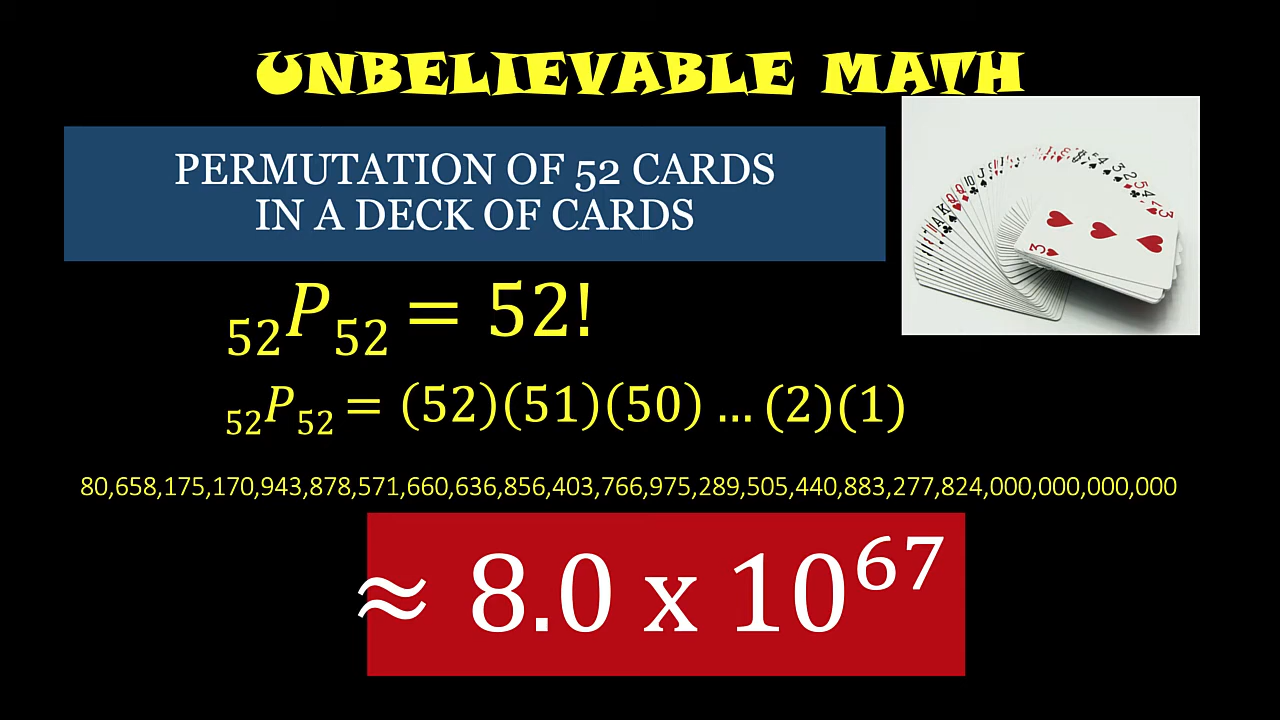 UNBELIEVABLE MATH
PERMUTATION OF 52 CARDS
IN A DECK OF CARDS
₅₂P₅₂ = 52!
₅₂P₅₂ = (52)(51)(50) ... (2)(1)
80,658,175,170,943,878,571,660,636,856,403,766,975,289,505,440,883,277,824,000,000,000,000
≈ 8.0 x 10⁶⁷